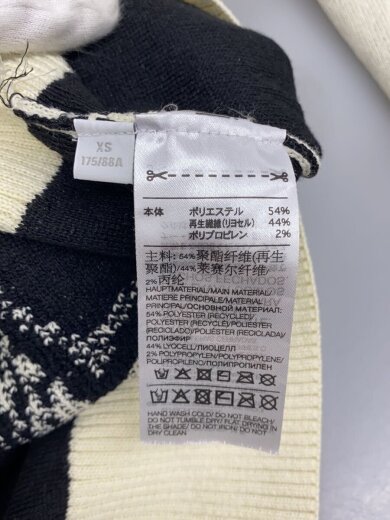 XS
175/88A
本体 ポリエステル 54%
再生繊維(リヨセル) 44%
ポリプロピレン 2%
主料: 54%聚酯纤维(再生
聚酯)/44%莱赛尔纤维/
2%丙纶
HAUPTMATERIAL/MAIN MATERIAL/
MATIERE PRINCIPALE/MATERIAL
PRINCIPAL/ОСНОВНОЙ МАТЕРИАЛ:
54% POLYESTER (RECYCLED)/
POLYESTER (RECYCLE)/
POLIESTER (RECICLADO)/
ПОЛИЭФИР
44% LYOCELL/ЛИОЦЕЛЛ
2% POLYPROPYLEN/POLYPROPYLENE/
POLIPROPILENO/ПОЛИПРОПИЛЕН
HAND WASH COLD/ DO NOT BLEACH/
DO NOT TUMBLE DRY/ FLAT DRYING IN
THE SHADE/ DO NOT IRON/ DO NOT
DRY CLEAN